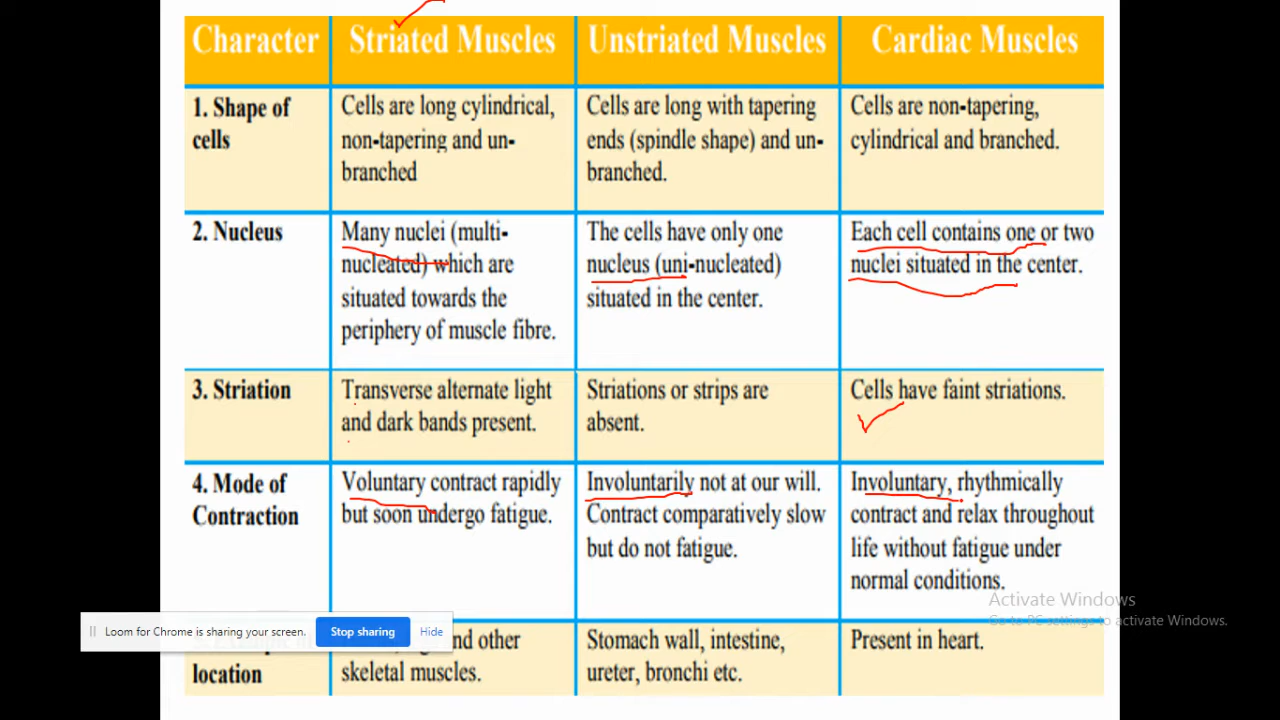 Character Striated Muscles Unstriated Muscles Cardiac Muscles
1. Shape of
cells
Cells are long cylindrical,
non-tapering and un-
branched
Cells are long with tapering
ends (spindle shape) and un-
branched.
Cells are non-tapering,
cylindrical and branched.
2. Nucleus
Many nuclei (multi-
nucleated) which are
situated towards the
periphery of muscle fibre.
The cells have only one
nucleus (uni-nucleated)
situated in the center.
Each cell contains one or two
nuclei situated in the center.
3. Striation
Transverse alternate light
and dark bands present.
Striations or strips are
absent.
Cells have faint striations.
4. Mode of
Contraction
Voluntary contract rapidly
but soon undergo fatigue.
Involuntarily not at our will.
Contract comparatively slow
but do not fatigue.
Involuntary, rhythmically
contract and relax throughout
life without fatigue under
normal conditions.
location
and other
skeletal muscles.
Stomach wall, intestine,
ureter, bronchi etc.
Present in heart.
Loom for Chrome is sharing your screen. Stop sharing Hide
Activate Windows
Go to PC settings to activate Windows.